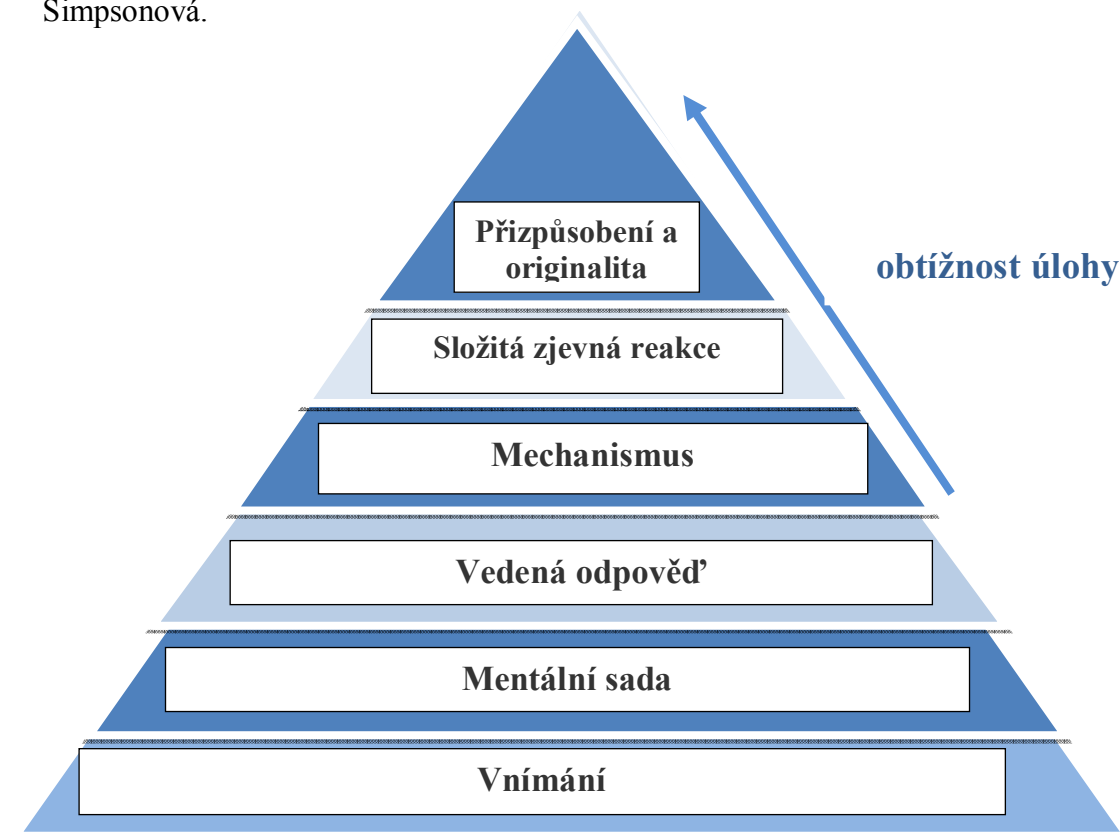 Simpsonová.
Přizpůsobení a
originalita
obtížnost úlohy
Složitá zjevná reakce
Mechanismus
Vedená odpověď
Mentální sada
Vnímání